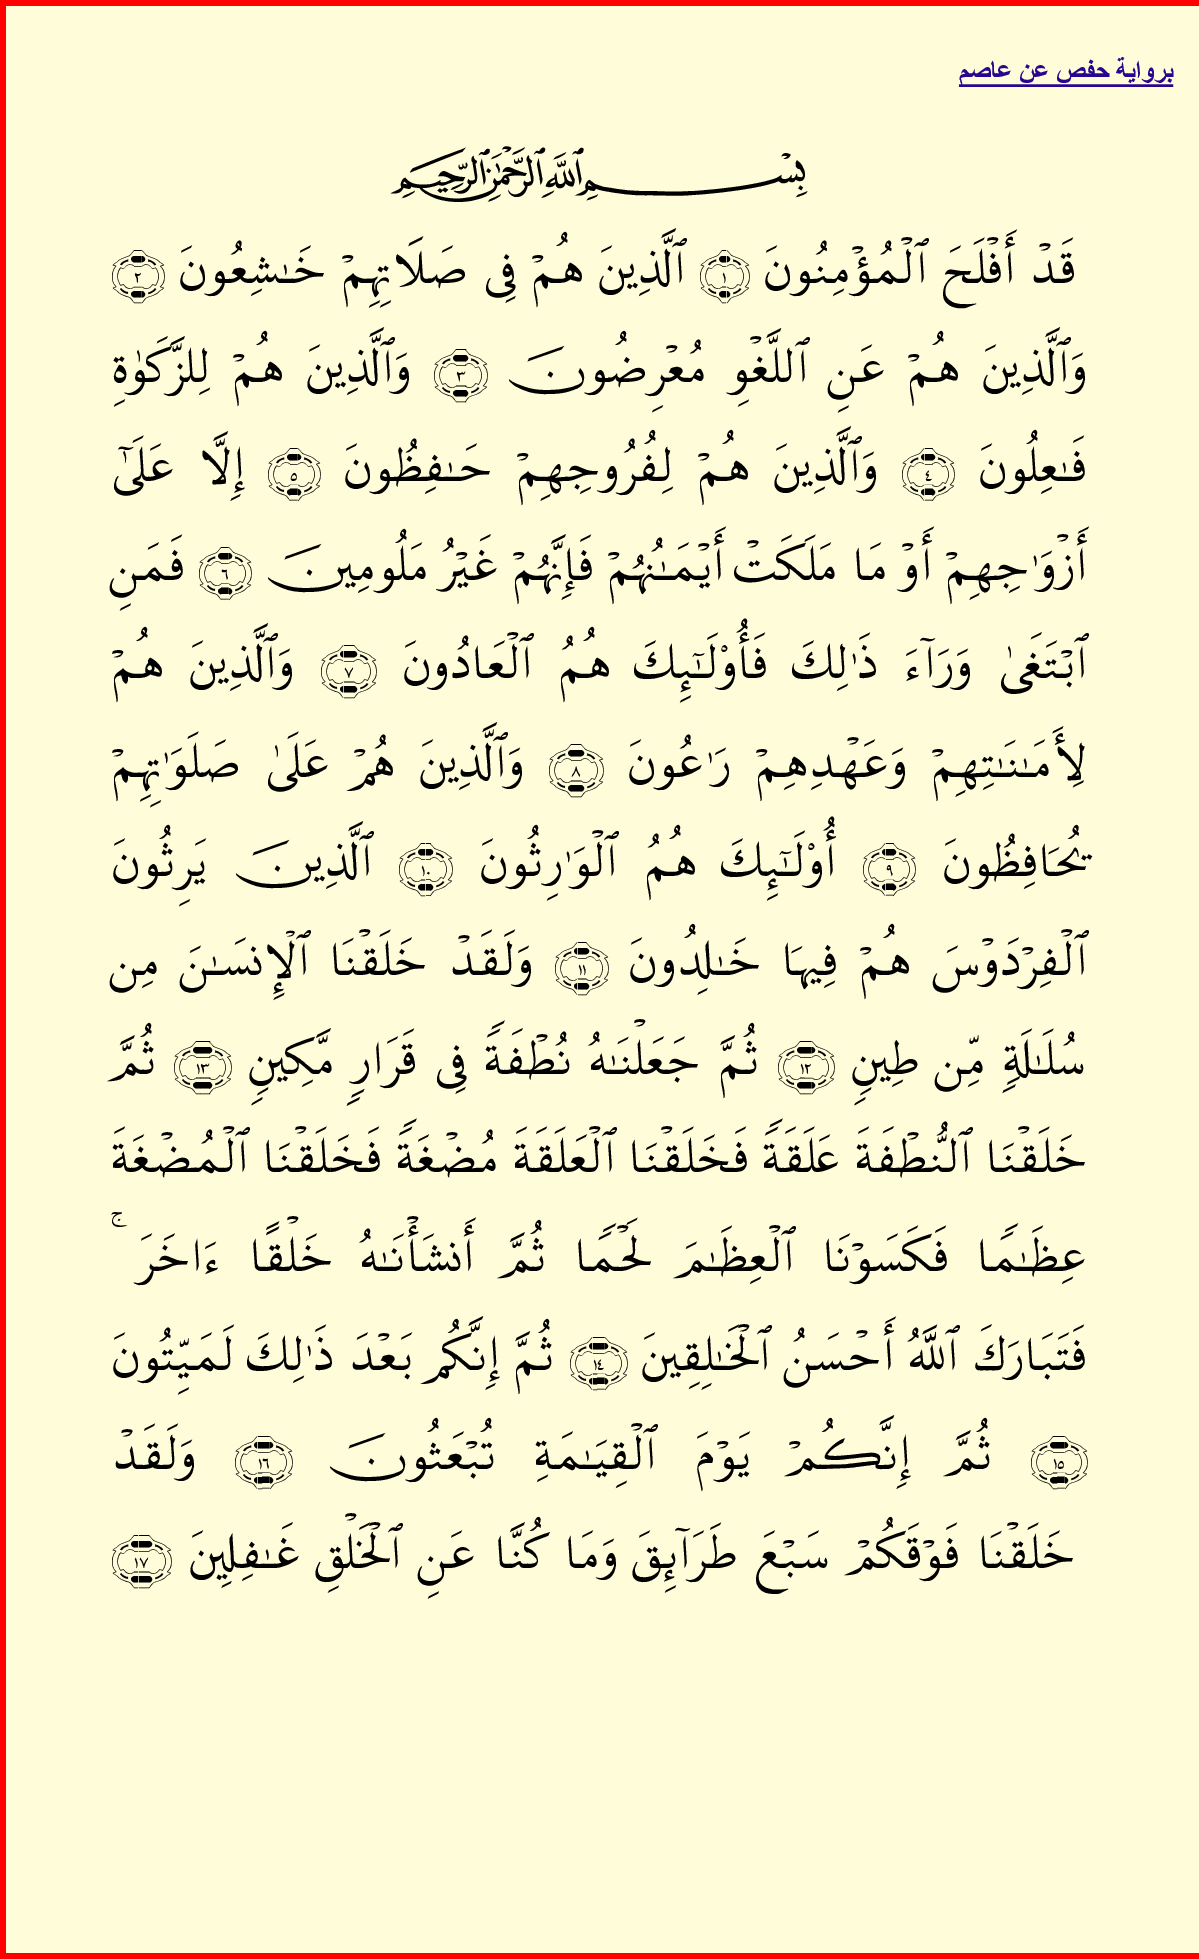 برواية حفص عن عاصم
بِسْمِ ٱللَّهِ ٱلرَّحْمَٰنِ ٱلرَّحِيمِ
قَدْ أَفْلَحَ ٱلْمُؤْمِنُونَ ١ ٱلَّذِينَ هُمْ فِى صَلَاتِهِمْ خَـٰشِعُونَ ٢
وَٱلَّذِينَ هُمْ عَنِ ٱللَّغْوِ مُعْرِضُونَ ٣ وَٱلَّذِينَ هُمْ لِلزَّكَوٰةِ
فَـٰعِلُونَ ٤ وَٱلَّذِينَ هُمْ لِفُرُوجِهِمْ حَـٰفِظُونَ ٥ إِلَّا عَلَىٰٓ
أَزْوَٰجِهِمْ أَوْ مَا مَلَكَتْ أَيْمَـٰنُهُمْ فَإِنَّهُمْ غَيْرُ مَلُومِينَ ٦ فَمَنِ
ٱبْتَغَىٰ وَرَآءَ ذَٰلِكَ فَأُو۟لَـٰٓئِكَ هُمُ ٱلْعَادُونَ ٧ وَٱلَّذِينَ هُمْ
لِأَمَـٰنَـٰتِهِمْ وَعَهْدِهِمْ رَٰعُونَ ٨ وَٱلَّذِينَ هُمْ عَلَىٰ صَلَوَٰتِهِمْ
يُحَافِظُونَ ٩ أُو۟لَـٰٓئِكَ هُمُ ٱلْوَٰرِثُونَ ١٠ ٱلَّذِينَ يَرِثُونَ
ٱلْفِرْدَوْسَ هُمْ فِيهَا خَـٰلِدُونَ ١١ وَلَقَدْ خَلَقْنَا ٱلْإِنسَـٰنَ مِن
سُلَـٰلَةٍ مِّن طِينٍ ١٢ ثُمَّ جَعَلْنَـٰهُ نُطْفَةً فِى قَرَارٍ مَّكِينٍ ١٣ ثُمَّ
خَلَقْنَا ٱلنُّطْفَةَ عَلَقَةً فَخَلَقْنَا ٱلْعَلَقَةَ مُضْغَةً فَخَلَقْنَا ٱلْمُضْغَةَ
عِظَـٰمًا فَكَسَوْنَا ٱلْعِظَـٰمَ لَحْمًا ثُمَّ أَنشَأْنَـٰهُ خَلْقًا ءَاخَرَ ۚ
فَتَبَارَكَ ٱللَّهُ أَحْسَنُ ٱلْخَـٰلِقِينَ ١٤ ثُمَّ إِنَّكُم بَعْدَ ذَٰلِكَ لَمَيِّتُونَ
١٥ ثُمَّ إِنَّكُمْ يَوْمَ ٱلْقِيَـٰمَةِ تُبْعَثُونَ ١٦ وَلَقَدْ
خَلَقْنَا فَوْقَكُمْ سَبْعَ طَرَآئِقَ وَمَا كُنَّا عَنِ ٱلْخَلْقِ غَـٰفِلِينَ ١٧